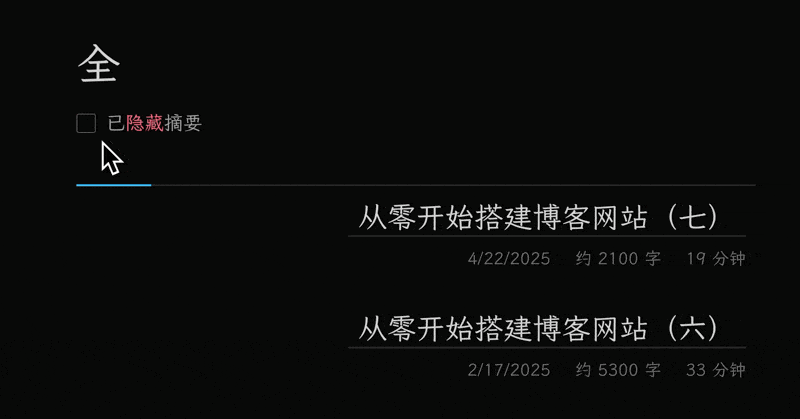 全
已隐藏摘要
从零开始搭建博客网站（七）
4/22/2025 约 2100 字 19 分钟
从零开始搭建博客网站（六）
2/17/2025 约 5300 字 33 分钟